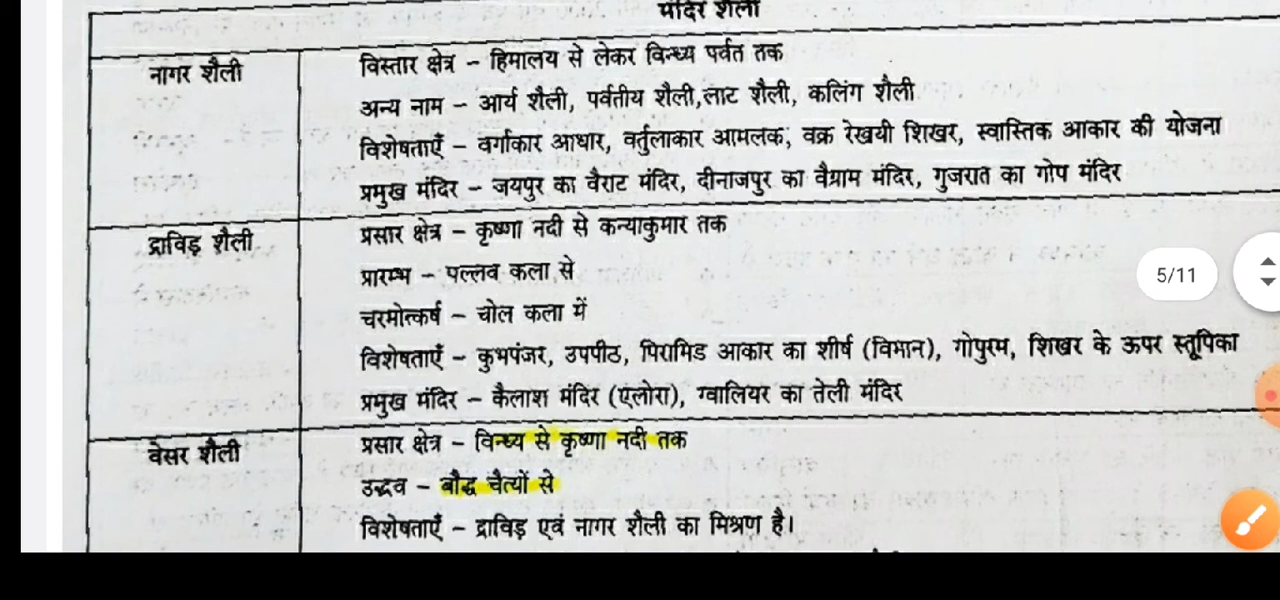 मंदिर शैली
नागर शैली
विस्तार क्षेत्र – हिमालय से लेकर विन्ध्य पर्वत तक
अन्य नाम – आर्य शैली, पर्वतीय शैली,लाट शैली, कलिंग शैली
विशेषताएँ – वर्गाकार आधार, वर्तुलाकार आमलक, वक्र रेखयी शिखर, स्वास्तिक आकार की योजना
प्रमुख मंदिर – जयपुर का वैराट मंदिर, दीनाजपुर का वैग्राम मंदिर, गुजरात का गोप मंदिर
द्राविड़ शैली
प्रसार क्षेत्र – कृष्णा नदी से कन्याकुमार तक
प्रारम्भ – पल्लव कला से
चरमोत्कर्ष – चोल कला में
विशेषताएँ – कुभपंजर, उपपीठ, पिरामिड आकार का शीर्ष (विमान), गोपुरम, शिखर के ऊपर स्तूपिका
प्रमुख मंदिर – कैलाश मंदिर (एलोरा), ग्वालियर का तेली मंदिर
वेसर शैली
प्रसार क्षेत्र – विन्ध्य से कृष्णा नदी तक
उद्धव – बौद्ध चैत्यों से
विशेषताएँ – द्राविड़ एवं नागर शैली का मिश्रण है।
5/11